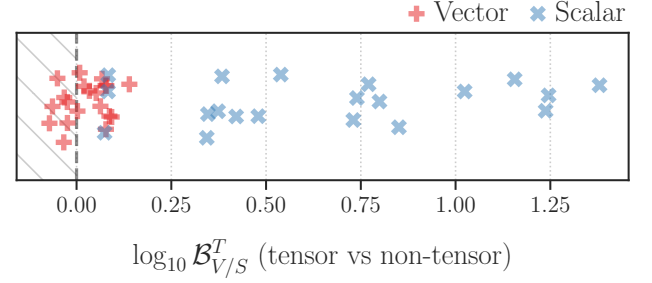 Vector Scalar
0.00 0.25 0.50 0.75 1.00 1.25
log₁₀ 𝓑ᵀ_V/S (tensor vs non-tensor)